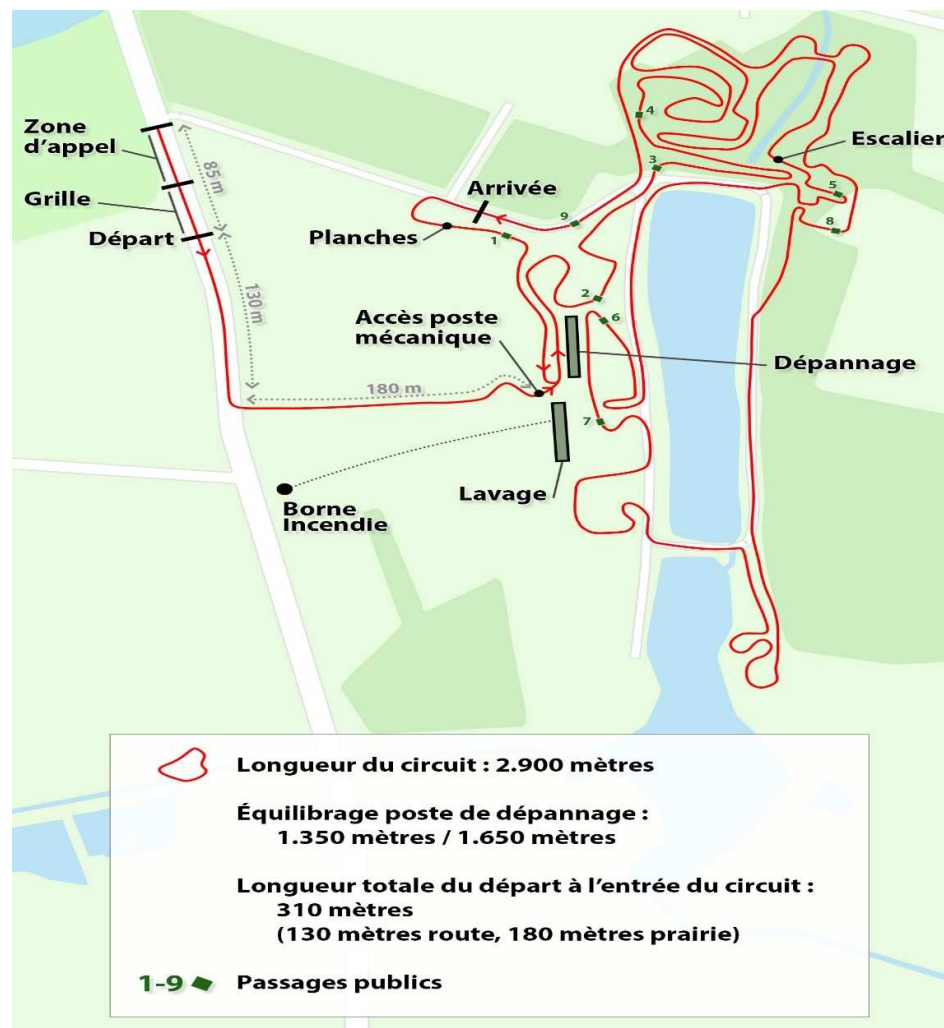 Zone
d'appel
Grille
Départ
85 m
130 m
180 m
Arrivée
Planches
Accès poste
mécanique
Escalier
Dépannage
Lavage
Borne
Incendie
1
2
3
4
5
6
7
8
9
Longueur du circuit : 2.900 mètres
Équilibrage poste de dépannage :
1.350 mètres / 1.650 mètres
Longueur totale du départ à l'entrée du circuit :
310 mètres
(130 mètres route, 180 mètres prairie)
1-9 Passages publics